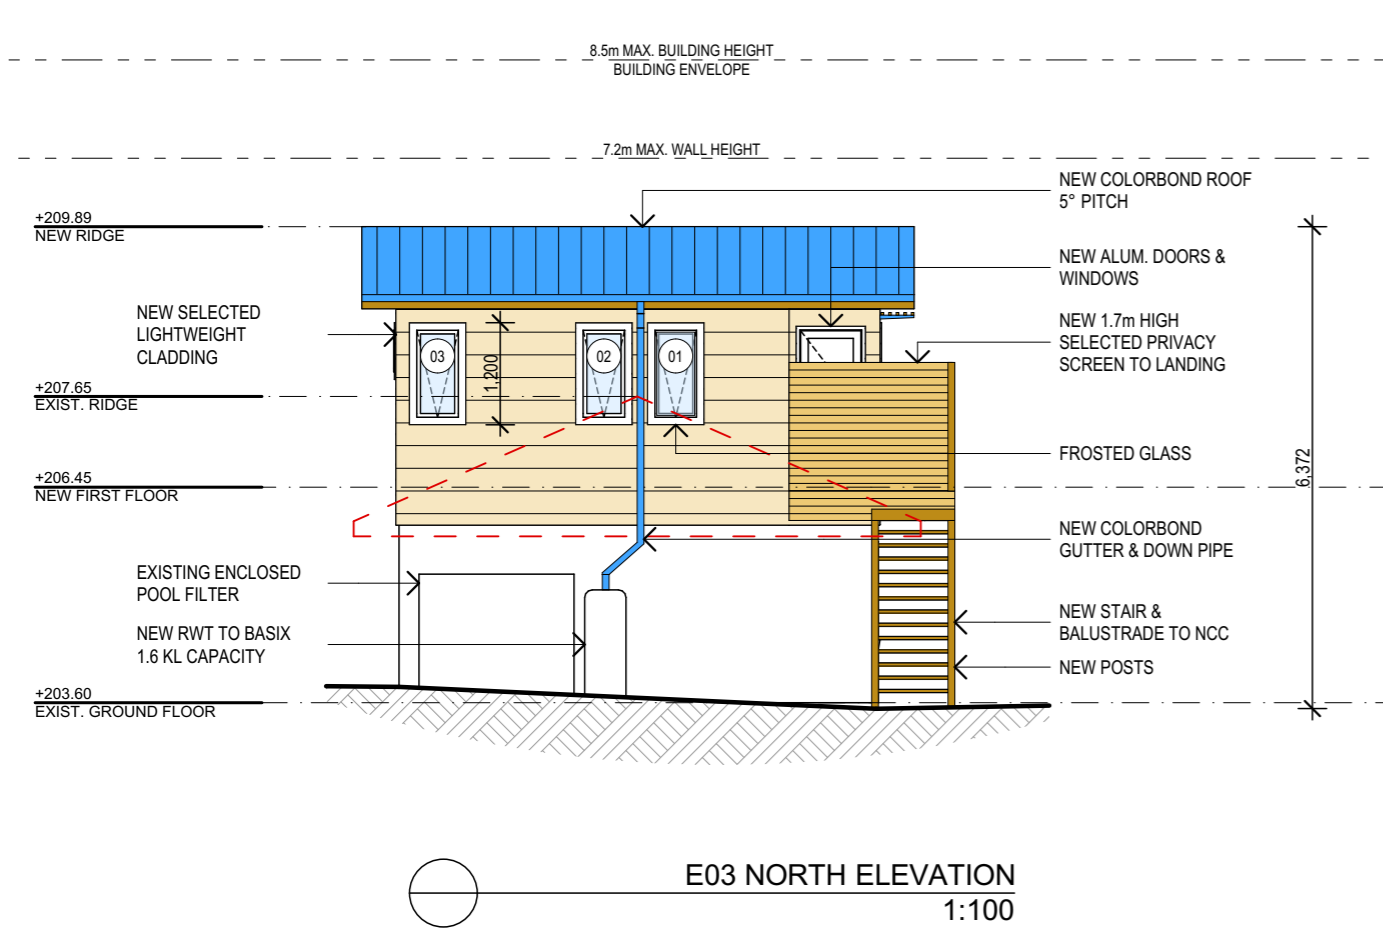 8.5m MAX. BUILDING HEIGHT
BUILDING ENVELOPE
7.2m MAX. WALL HEIGHT
NEW COLORBOND ROOF
5° PITCH
+209.89
NEW RIDGE
NEW ALUM. DOORS &
WINDOWS
NEW SELECTED
LIGHTWEIGHT
CLADDING
NEW 1.7m HIGH
SELECTED PRIVACY
SCREEN TO LANDING
03
02
01
1,200
+207.65
EXIST. RIDGE
FROSTED GLASS
6,372
+206.45
NEW FIRST FLOOR
NEW COLORBOND
GUTTER & DOWN PIPE
EXISTING ENCLOSED
POOL FILTER
NEW STAIR &
BALUSTRADE TO NCC
NEW RWT TO BASIX
1.6 KL CAPACITY
NEW POSTS
+203.60
EXIST. GROUND FLOOR
E03 NORTH ELEVATION
1:100